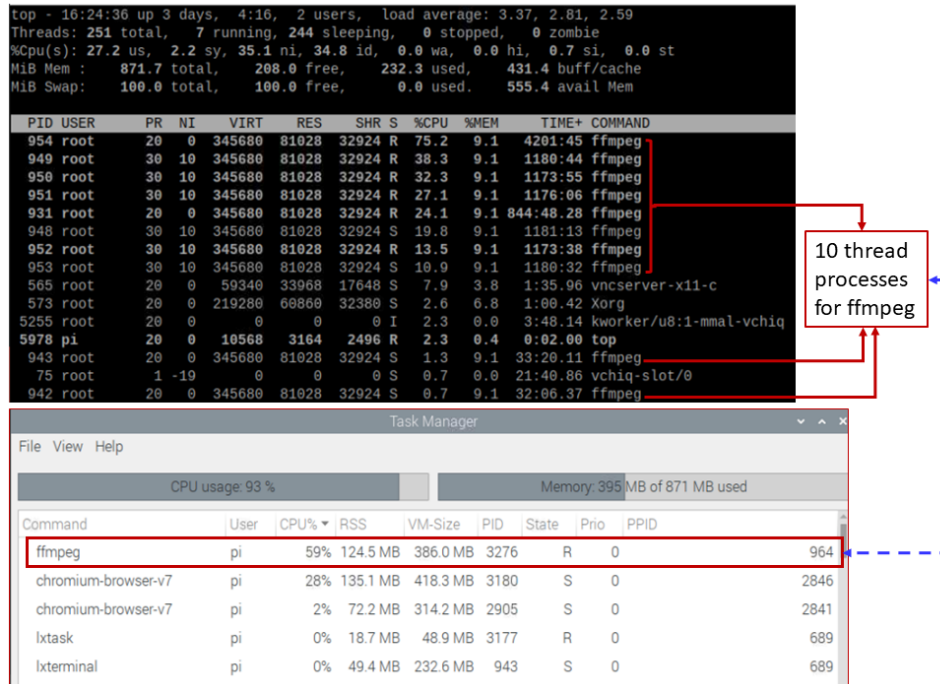 top - 16:24:36 up 3 days,  4:16,  2 users,  load average: 3.37, 2.81, 2.59
Threads: 251 total,   7 running, 244 sleeping,   0 stopped,   0 zombie
%Cpu(s): 27.2 us,  2.2 sy, 35.1 ni, 34.8 id,  0.0 wa,  0.0 hi,  0.7 si,  0.0 st
MiB Mem :    871.7 total,    208.0 free,    232.3 used,    431.4 buff/cache
MiB Swap:    100.0 total,    100.0 free,      0.0 used.    555.4 avail Mem
PID USER PR NI VIRT RES SHR S %CPU %MEM TIME+ COMMAND
954 root 20 0 345680 81028 32924 R 75.2 9.1 4201:45 ffmpeg
949 root 30 10 345680 81028 32924 R 38.3 9.1 1180:44 ffmpeg
950 root 30 10 345680 81028 32924 R 32.3 9.1 1173:55 ffmpeg
951 root 30 10 345680 81028 32924 R 27.1 9.1 1176:06 ffmpeg
931 root 20 0 345680 81028 32924 R 24.1 9.1 844:48.28 ffmpeg
948 root 30 10 345680 81028 32924 S 19.8 9.1 1181:13 ffmpeg
952 root 30 10 345680 81028 32924 R 13.5 9.1 1173:38 ffmpeg
953 root 30 10 345680 81028 32924 S 10.9 9.1 1180:32 ffmpeg
565 root 20 0 59340 33968 17648 S 7.9 3.8 1:35.96 vncserver-x11-c
573 root 20 0 219280 60860 32380 S 2.6 6.8 1:00.42 Xorg
5255 root 20 0 0 0 0 I 2.3 0.0 3:48.14 kworker/u8:1-mmal-vchiq
5978 pi 20 0 10568 3164 2496 R 2.3 0.4 0:02.00 top
943 root 20 0 345680 81028 32924 S 1.3 9.1 33:20.11 ffmpeg
75 root 1 -19 0 0 0 S 0.7 0.0 21:40.86 vchiq-slot/0
942 root 20 0 345680 81028 32924 S 0.7 9.1 32:06.37 ffmpeg
10 thread
processes
for ffmpeg
Task Manager
File View Help
CPU usage: 93 % Memory: 395 MB of 871 MB used
Command User CPU% RSS VM-Size PID State Prio PPID
ffmpeg pi 59% 124.5 MB 386.0 MB 3276 R 0 964
chromium-browser-v7 pi 28% 135.1 MB 418.3 MB 3180 S 0 2846
chromium-browser-v7 pi 2% 72.2 MB 314.2 MB 2905 S 0 2841
lxtask pi 0% 18.7 MB 48.9 MB 3177 R 0 689
lxterminal pi 0% 49.4 MB 232.6 MB 943 S 0 689